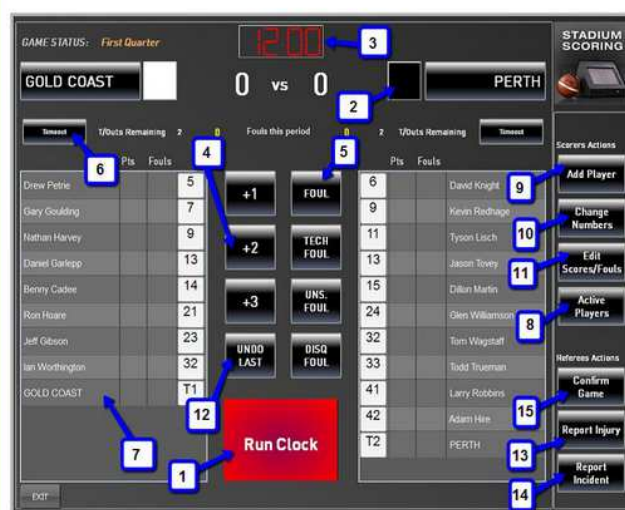 GAME STATUS: First Quarter
12:00
3
STADIUM
SCORING
GOLD COAST
0 vs 0
2
PERTH
Timeout
T/Outs Remaining 2 0 Fouls this period 0 2 T/Outs Remaining
Timeout
6
4
5
Scorers Actions
Pts Fouls
Pts Fouls
9
Add Player
Drew Petrie 5
Gary Goulding 7
Nathan Harvey 9
Daniel Garlepp 13
Benny Cadee 14
Ron Hoare 21
Jeff Gibson 23
Ian Worthington 32
GOLD COAST T1
7
+1
FOUL
+2
TECH
FOUL
+3
UNS.
FOUL
UNDO
LAST
DISQ
FOUL
12
Run Clock
1
6 David Knight
9 Kevin Redhage
11 Tyson Lisch
13 Jason Tovey
15 Dillon Martin
24 Glen Williamson
32 Tom Wagstaff
33 Todd Trueman
41 Larry Robbins
42 Adam Hire
T2 PERTH
10
Change
Numbers
11
Edit
Scores/Fouls
8
Active
Players
Referees Actions
15
Confirm
Game
13
Report Injury
14
Report
Incident
EXIT